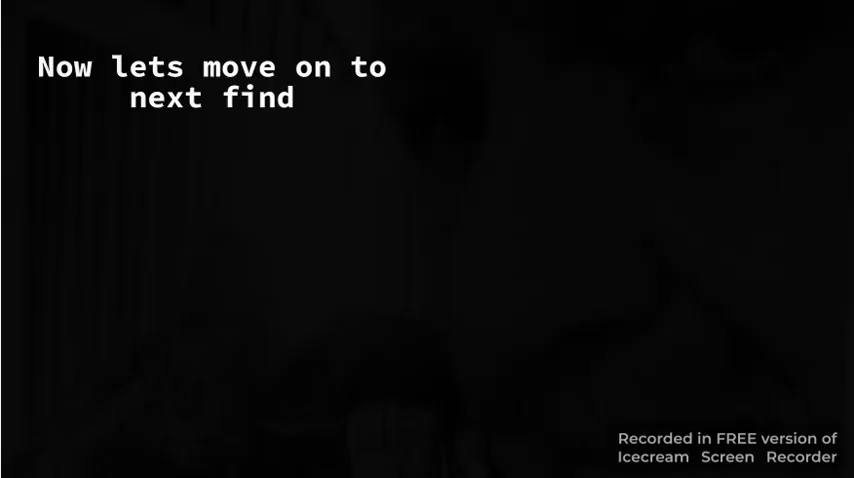 Now lets move on to
next find
Recorded in FREE version of
Icecream Screen Recorder